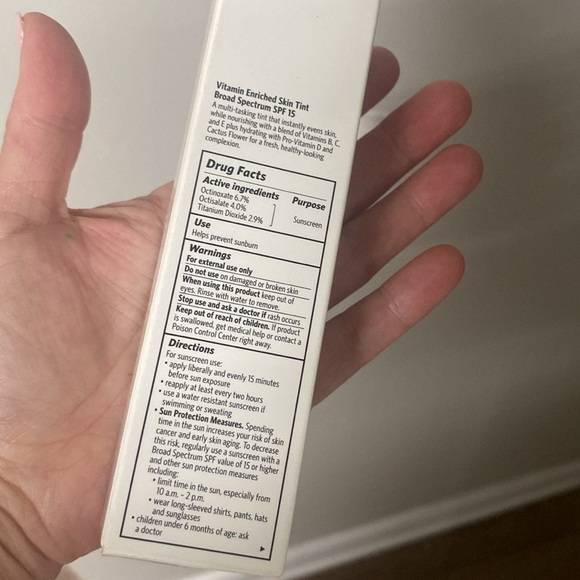 Vitamin Enriched Skin Tint
Broad Spectrum SPF 15
A multi-tasking tint that instantly evens skin,
while nourishing with a blend of Vitamins B, C,
and E plus hydrating with Pro-Vitamin D and
Cactus Flower for a fresh, healthy-looking
complexion.
Drug Facts
Active ingredients Purpose
Octinoxate 6.7%
Octisalate 4.0%
Titanium Dioxide 2.9% Sunscreen
Use
Helps prevent sunburn
Warnings
For external use only
Do not use on damaged or broken skin
When using this product keep out of
eyes. Rinse with water to remove.
Stop use and ask a doctor if rash occurs
Keep out of reach of children. If product
is swallowed, get medical help or contact a
Poison Control Center right away.
Directions
For sunscreen use:
• apply liberally and evenly 15 minutes
before sun exposure
• reapply at least every two hours
• use a water resistant sunscreen if
swimming or sweating
• Sun Protection Measures. Spending
time in the sun increases your risk of skin
cancer and early skin aging. To decrease
this risk, regularly use a sunscreen with a
Broad Spectrum SPF value of 15 or higher
and other sun protection measures
including:
• limit time in the sun, especially from
10 a.m. - 2 p.m.
• wear long-sleeved shirts, pants, hats
and sunglasses
• children under 6 months of age: ask
a doctor